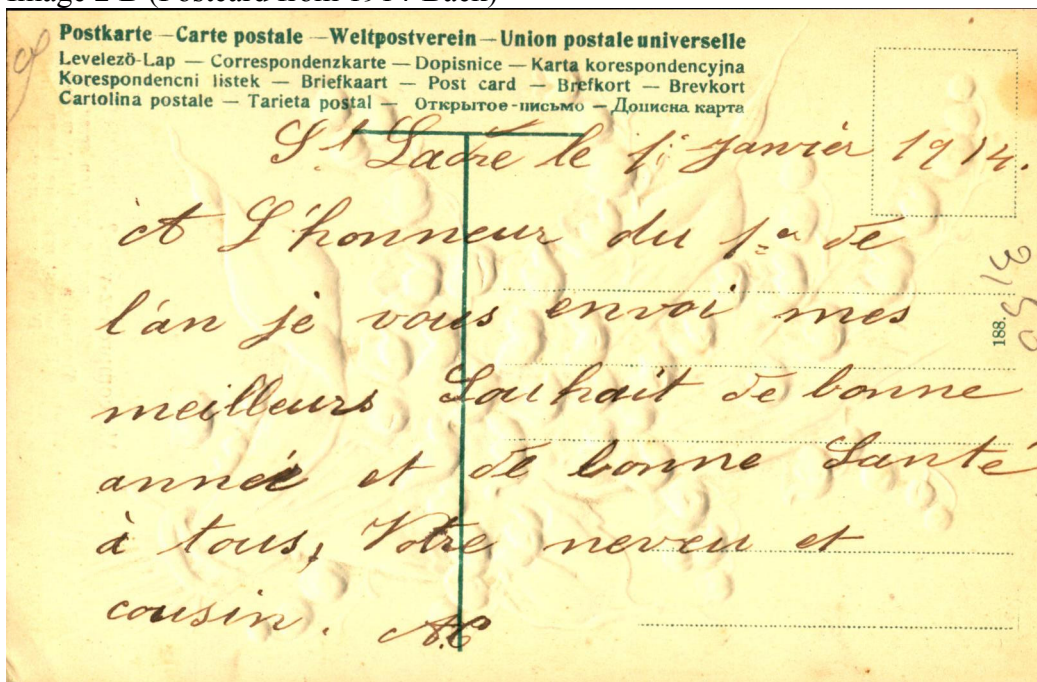 Image 2 B (Postcard from 1914 Back)
Postkarte — Carte postale — Weltpostverein — Union postale universelle
Levelezö-Lap — Correspondenzkarte — Dopisnice — Karta korespondencyjna
Korespondencni listek — Briefkaart — Post card — Brefkort — Brevkort
Cartolina postale — Tarieta postal — Открытое-письмо — Дописна карта
St Ladre le 1er Janvier 1914.
A L'honneur du 1er de
l'an je vous envoi mes
meilleurs Souhait de bonne
année et de bonne Santé
à tous, Votre neveu et
cousin. A.C
188.